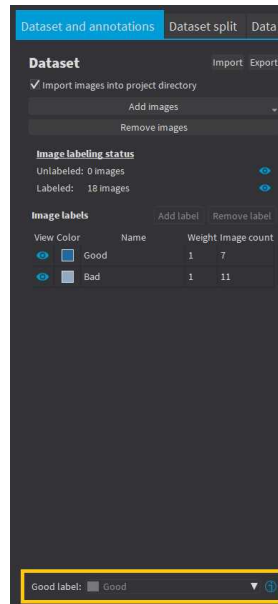 Dataset and annotations Dataset split Data
Dataset Import Export
Import images into project directory
Add images
Remove images
Image labeling status
Unlabeled: 0 images
Labeled: 18 images
Image labels Add label Remove label
View Color Name Weight Image count
Good 1 7
Bad 1 11
Good label: Good